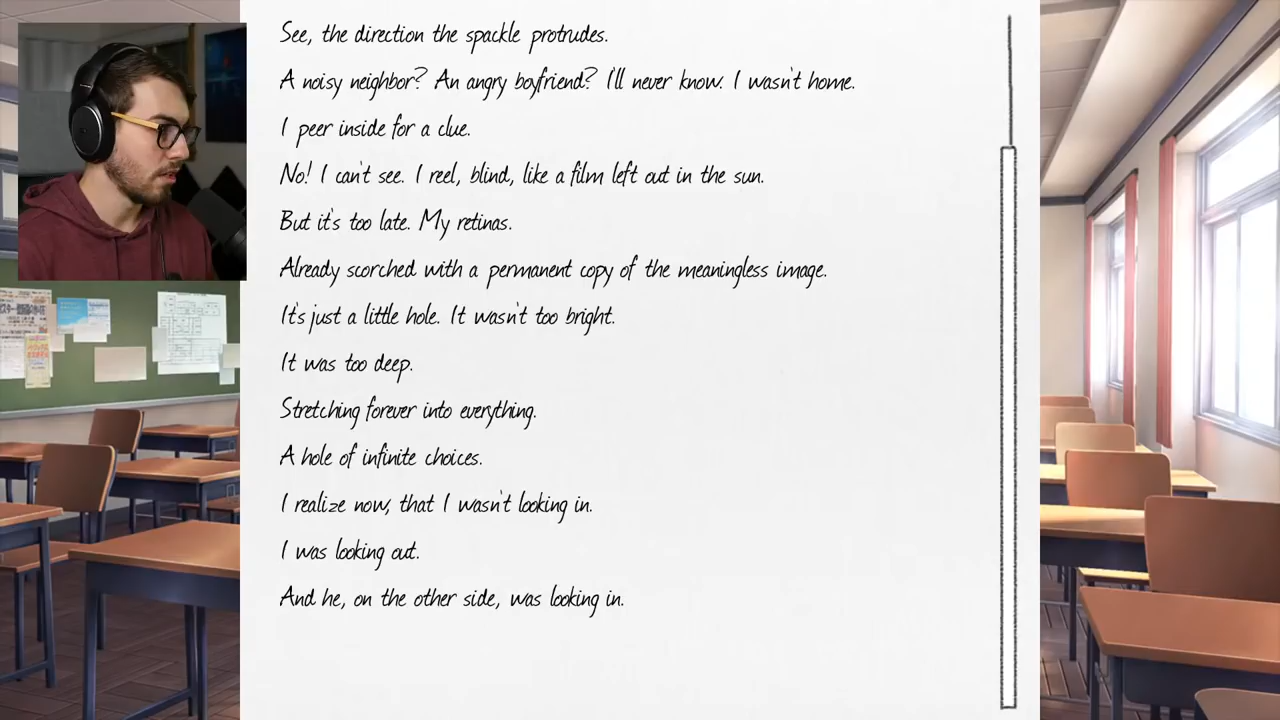 See, the direction the spackle protrudes.
A noisy neighbor? An angry boyfriend? I'll never know. I wasn't home.
I peer inside for a clue.
No! I can't see. I reel, blind, like a film left out in the sun.
But it's too late. My retinas.
Already scorched with a permanent copy of the meaningless image.
It's just a little hole. It wasn't too bright.
It was too deep.
Stretching forever into everything.
A hole of infinite choices.
I realize now, that I wasn't looking in.
I was looking out.
And he, on the other side, was looking in.